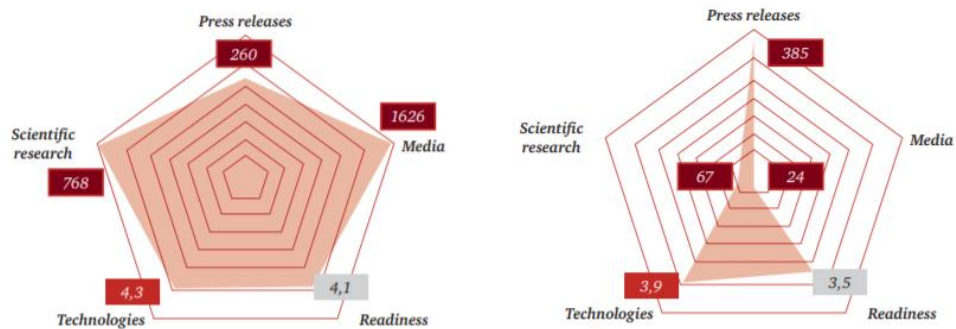 Press releases
260
1626
Media
Scientific
research
768
4,3
4,1
Technologies
Readiness
Press releases
385
Scientific
research
Media
67
24
3,9
3,5
Technologies
Readiness